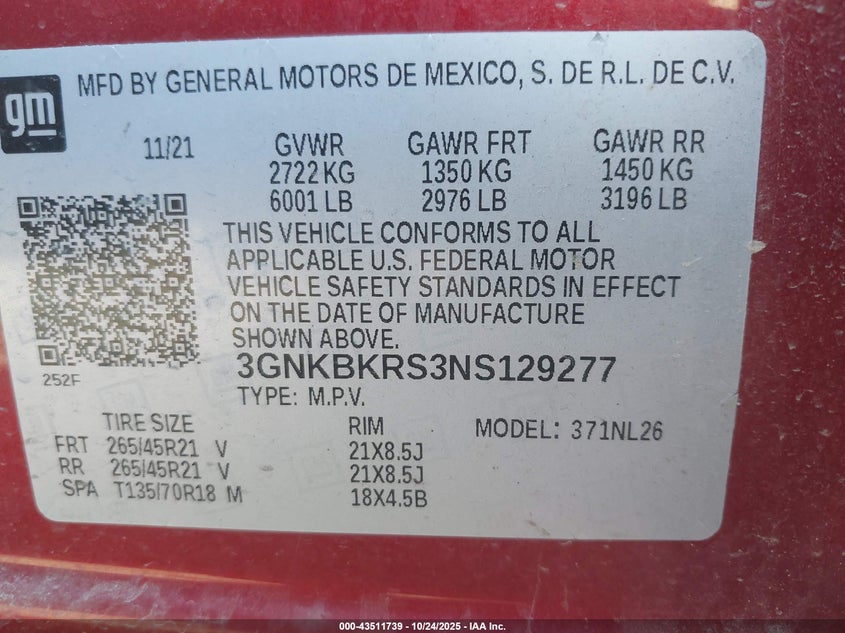 gm
MFD BY GENERAL MOTORS DE MEXICO, S. DE R.L. DE C.V.
11/21 GVWR GAWR FRT GAWR RR
2722 KG 1350 KG 1450 KG
6001 LB 2976 LB 3196 LB
THIS VEHICLE CONFORMS TO ALL
APPLICABLE U.S. FEDERAL MOTOR
VEHICLE SAFETY STANDARDS IN EFFECT
ON THE DATE OF MANUFACTURE
SHOWN ABOVE.
3GNKBKRS3NS129277
252F
TYPE: M.P.V.
TIRE SIZE RIM MODEL: 371NL26
FRT 265/45R21 V 21X8.5J
RR 265/45R21 V 21X8.5J
SPA T135/70R18 M 18X4.5B
000-43511739 - 10/24/2025 - IAA Inc.